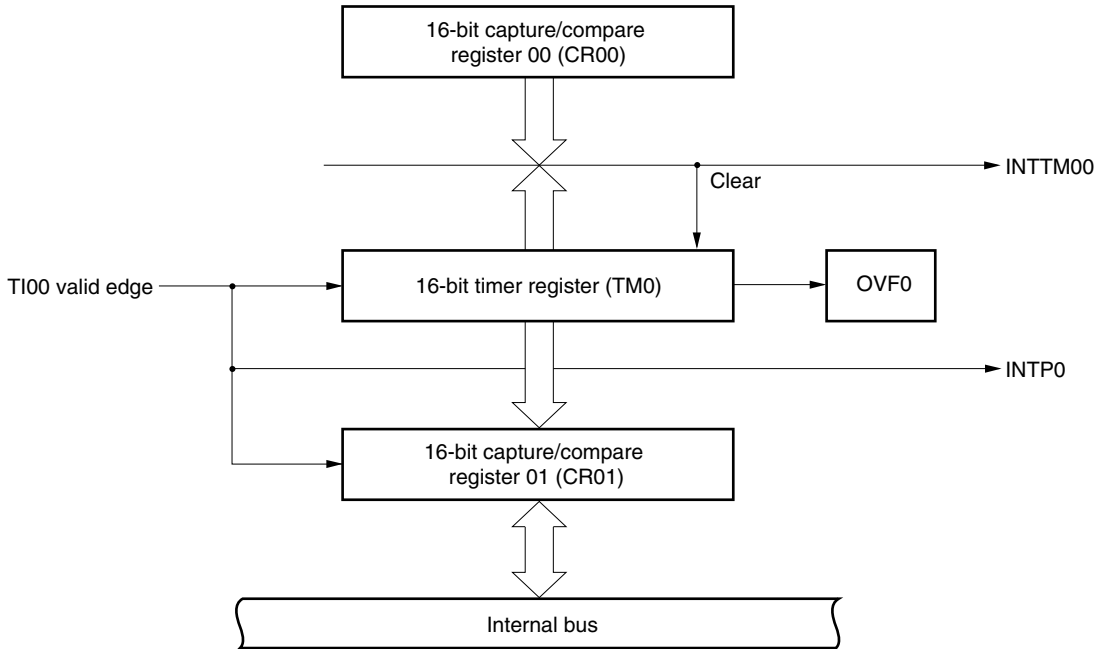 16-bit capture/compare
register 00 (CR00)
INTTM00
Clear
TI00 valid edge
16-bit timer register (TM0)
OVF0
INTP0
16-bit capture/compare
register 01 (CR01)
Internal bus